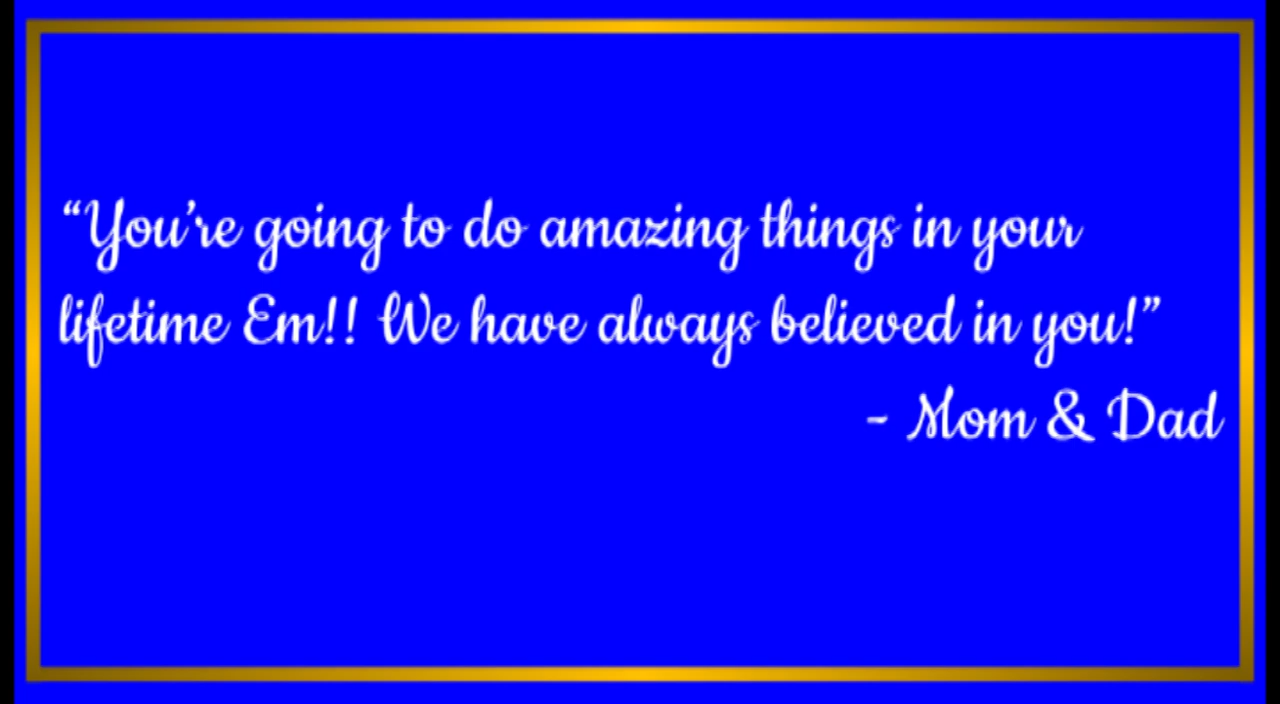 “You’re going to do amazing things in your
lifetime Em!! We have always believed in you!”
- Mom & Dad